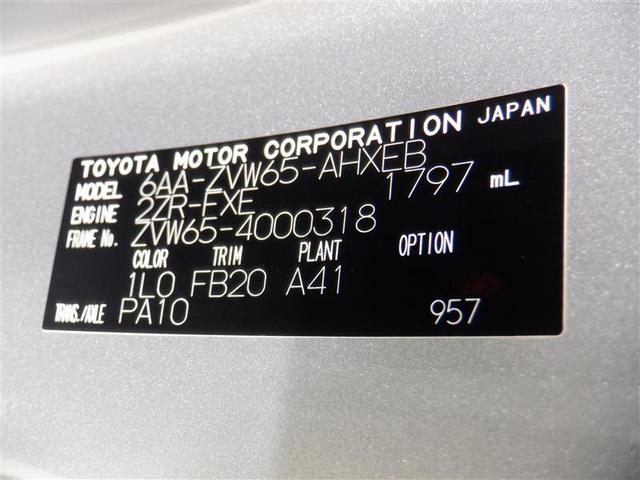 TOYOTA MOTOR CORPORATION JAPAN
MODEL 6AA-ZVW65-AHXEB
ENGINE 2ZR-FXE 1797 mL
FRAME No. ZVW65-4000318
COLOR TRIM PLANT OPTION
1L0 FB20 A41
TRANS./AXLE PA10 957